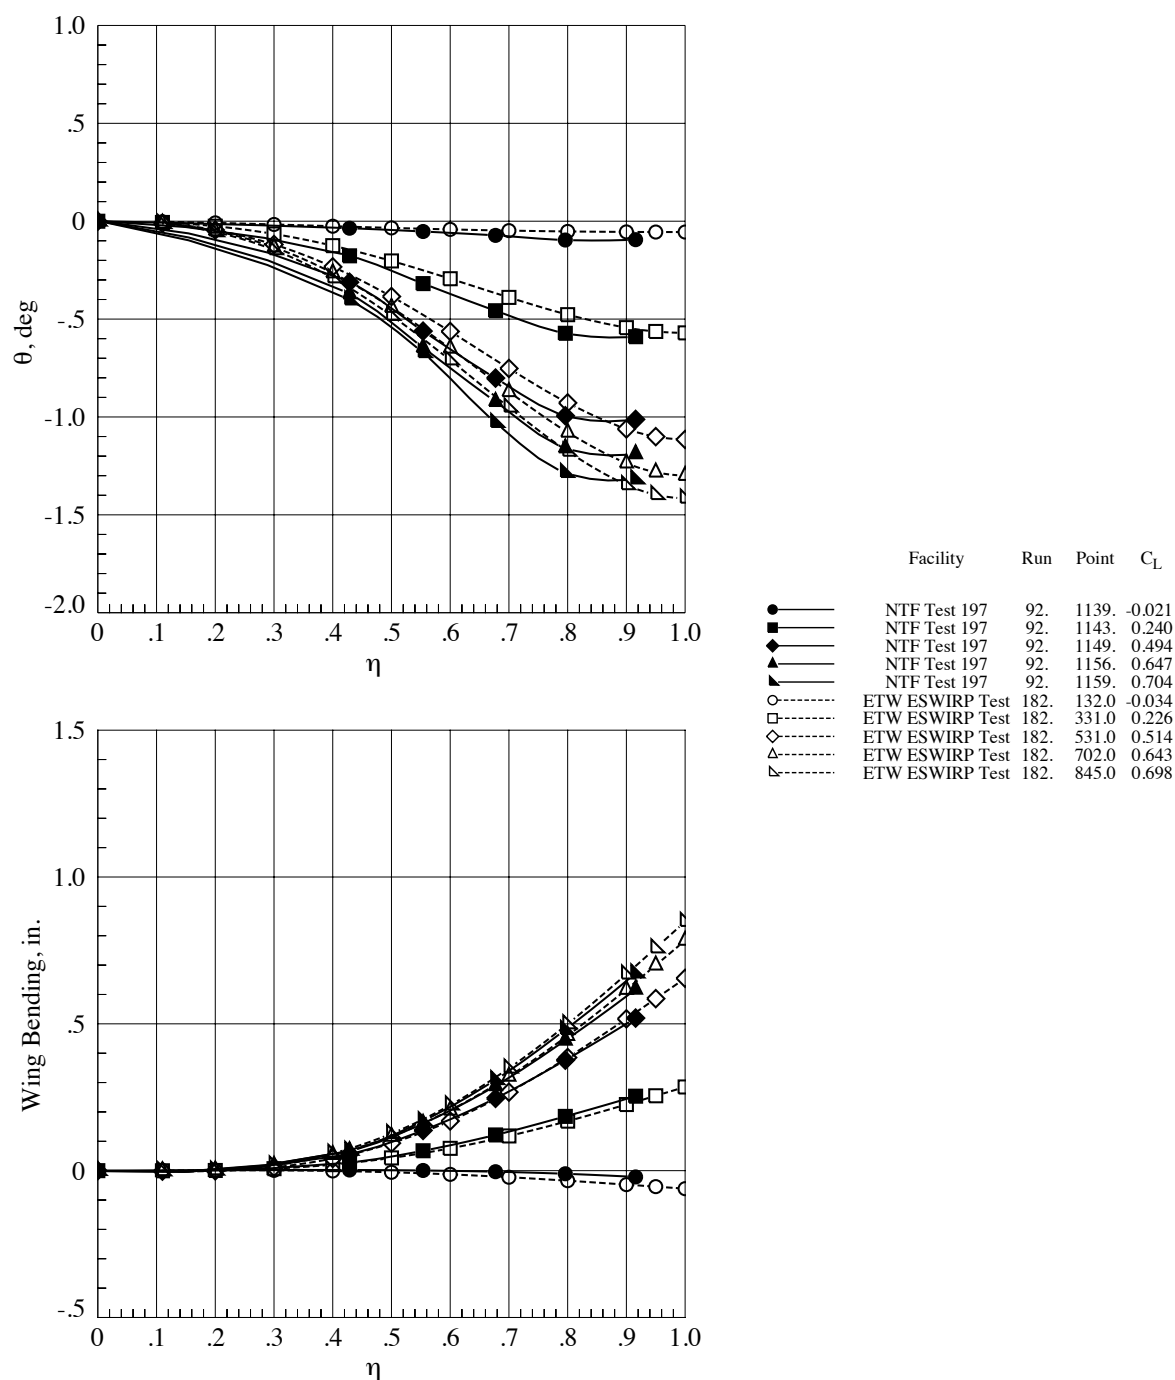 1.0
.5
0
-.5
-1.0
-1.5
-2.0
θ, deg
0 .1 .2 .3 .4 .5 .6 .7 .8 .9 1.0
η
Facility Run Point CL
NTF Test 197 92. 1139. -0.021
NTF Test 197 92. 1143. 0.240
NTF Test 197 92. 1149. 0.494
NTF Test 197 92. 1156. 0.647
NTF Test 197 92. 1159. 0.704
ETW ESWIRP Test 182. 132.0 -0.034
ETW ESWIRP Test 182. 331.0 0.226
ETW ESWIRP Test 182. 531.0 0.514
ETW ESWIRP Test 182. 702.0 0.643
ETW ESWIRP Test 182. 845.0 0.698
1.5
1.0
.5
0
-.5
Wing Bending, in.
0 .1 .2 .3 .4 .5 .6 .7 .8 .9 1.0
η